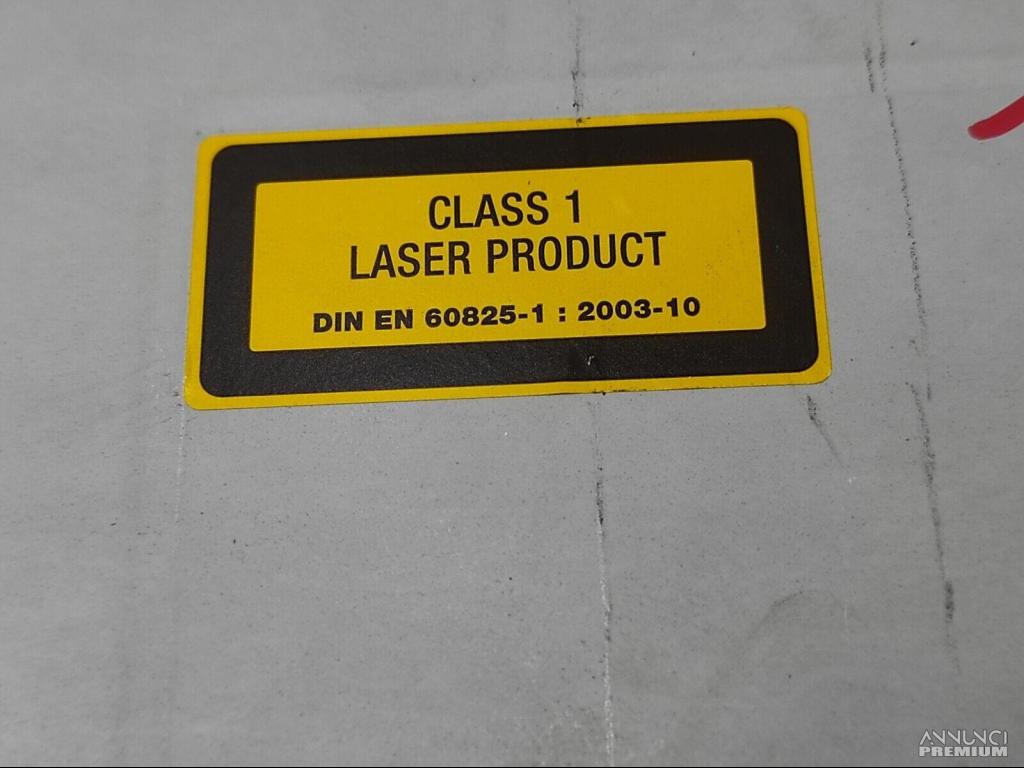 CLASS 1
LASER PRODUCT
DIN EN 60825-1 : 2003-10
ANNUNCI
PREMIUM